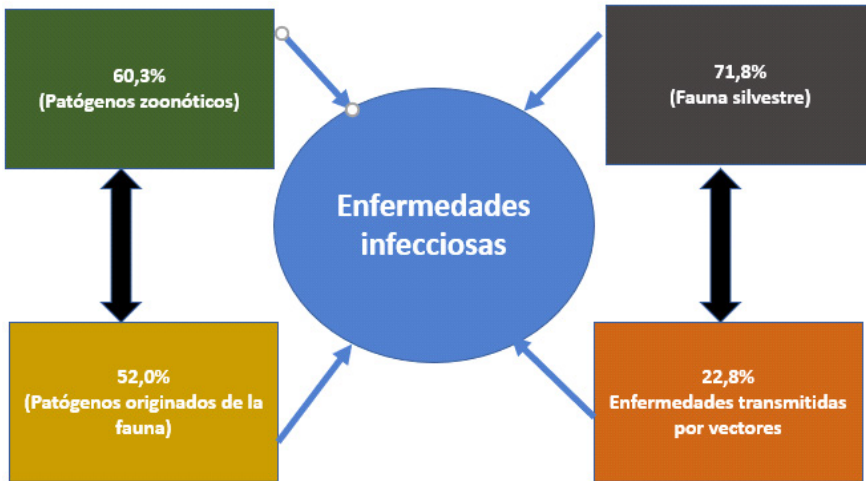 60,3%
(Patógenos zoonóticos)
71,8%
(Fauna silvestre)
Enfermedades
infecciosas
52,0%
(Patógenos originados de la
fauna)
22,8%
Enfermedades transmitidas
por vectores